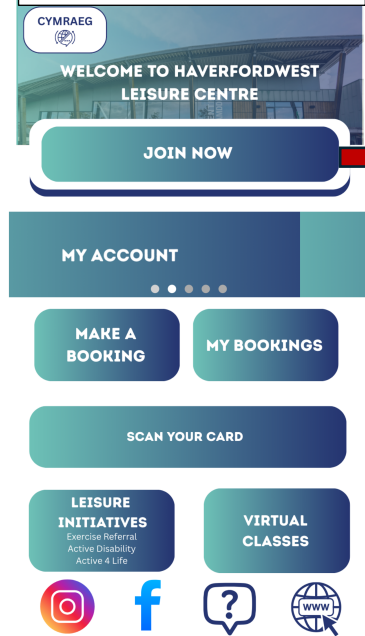 CYMRAEG
WELCOME TO HAVERFORDWEST
LEISURE CENTRE
JOIN NOW
MY ACCOUNT
MAKE A
BOOKING
MY BOOKINGS
SCAN YOUR CARD
LEISURE
INITIATIVES
Exercise Referral
Active Disability
Active 4 Life
VIRTUAL
CLASSES
?
www